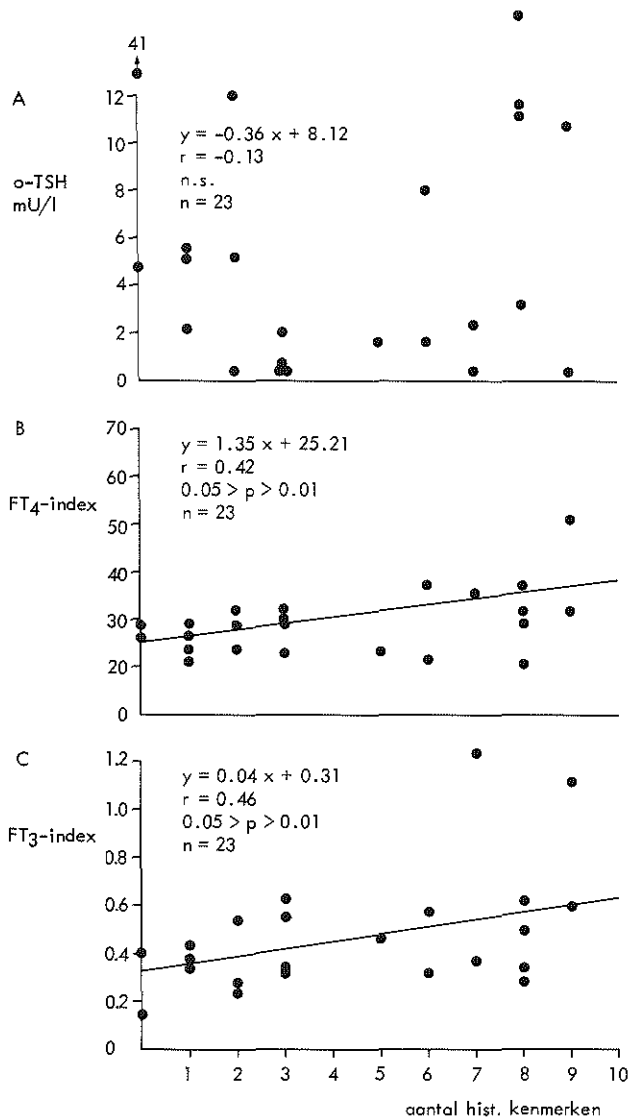 41
A
12
10
8
6
4
2
0
o-TSH
mU/l
y = -0.36 x + 8.12
r = -0.13
n.s.
n = 23
B
70
60
50
40
30
20
0
FT4-index
y = 1.35 x + 25.21
r = 0.42
0.05 > p > 0.01
n = 23
C
1.2
1.0
0.8
0.6
0.4
0.2
0
FT3-index
y = 0.04 x + 0.31
r = 0.46
0.05 > p > 0.01
n = 23
1 2 3 4 5 6 7 8 9 10
aantal hist. kenmerken